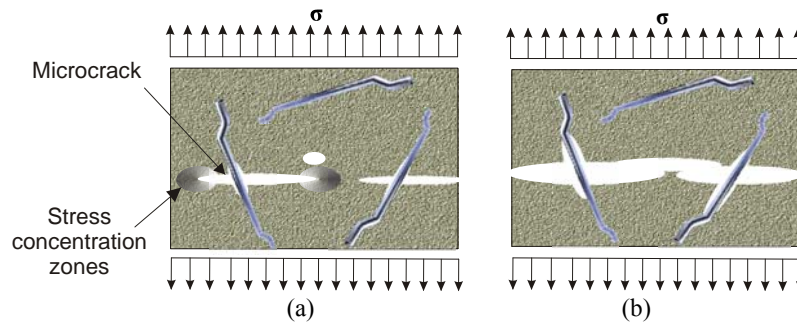 σ
σ
Microcrack
Stress
concentration
zones
(a)
(b)